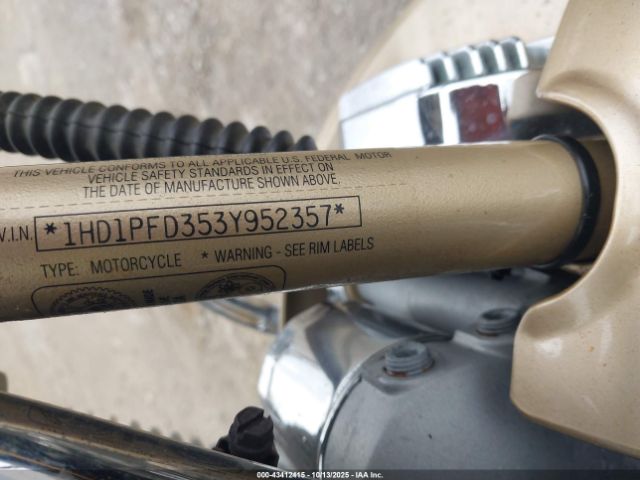 THIS VEHICLE CONFORMS TO ALL APPLICABLE U.S. FEDERAL MOTOR
VEHICLE SAFETY STANDARDS IN EFFECT ON
THE DATE OF MANUFACTURE SHOWN ABOVE.
V.I.N. *1HD1PFD353Y952357*
TYPE: MOTORCYCLE * WARNING - SEE RIM LABELS
000-43412415 - 10/13/2025 - IAA Inc.